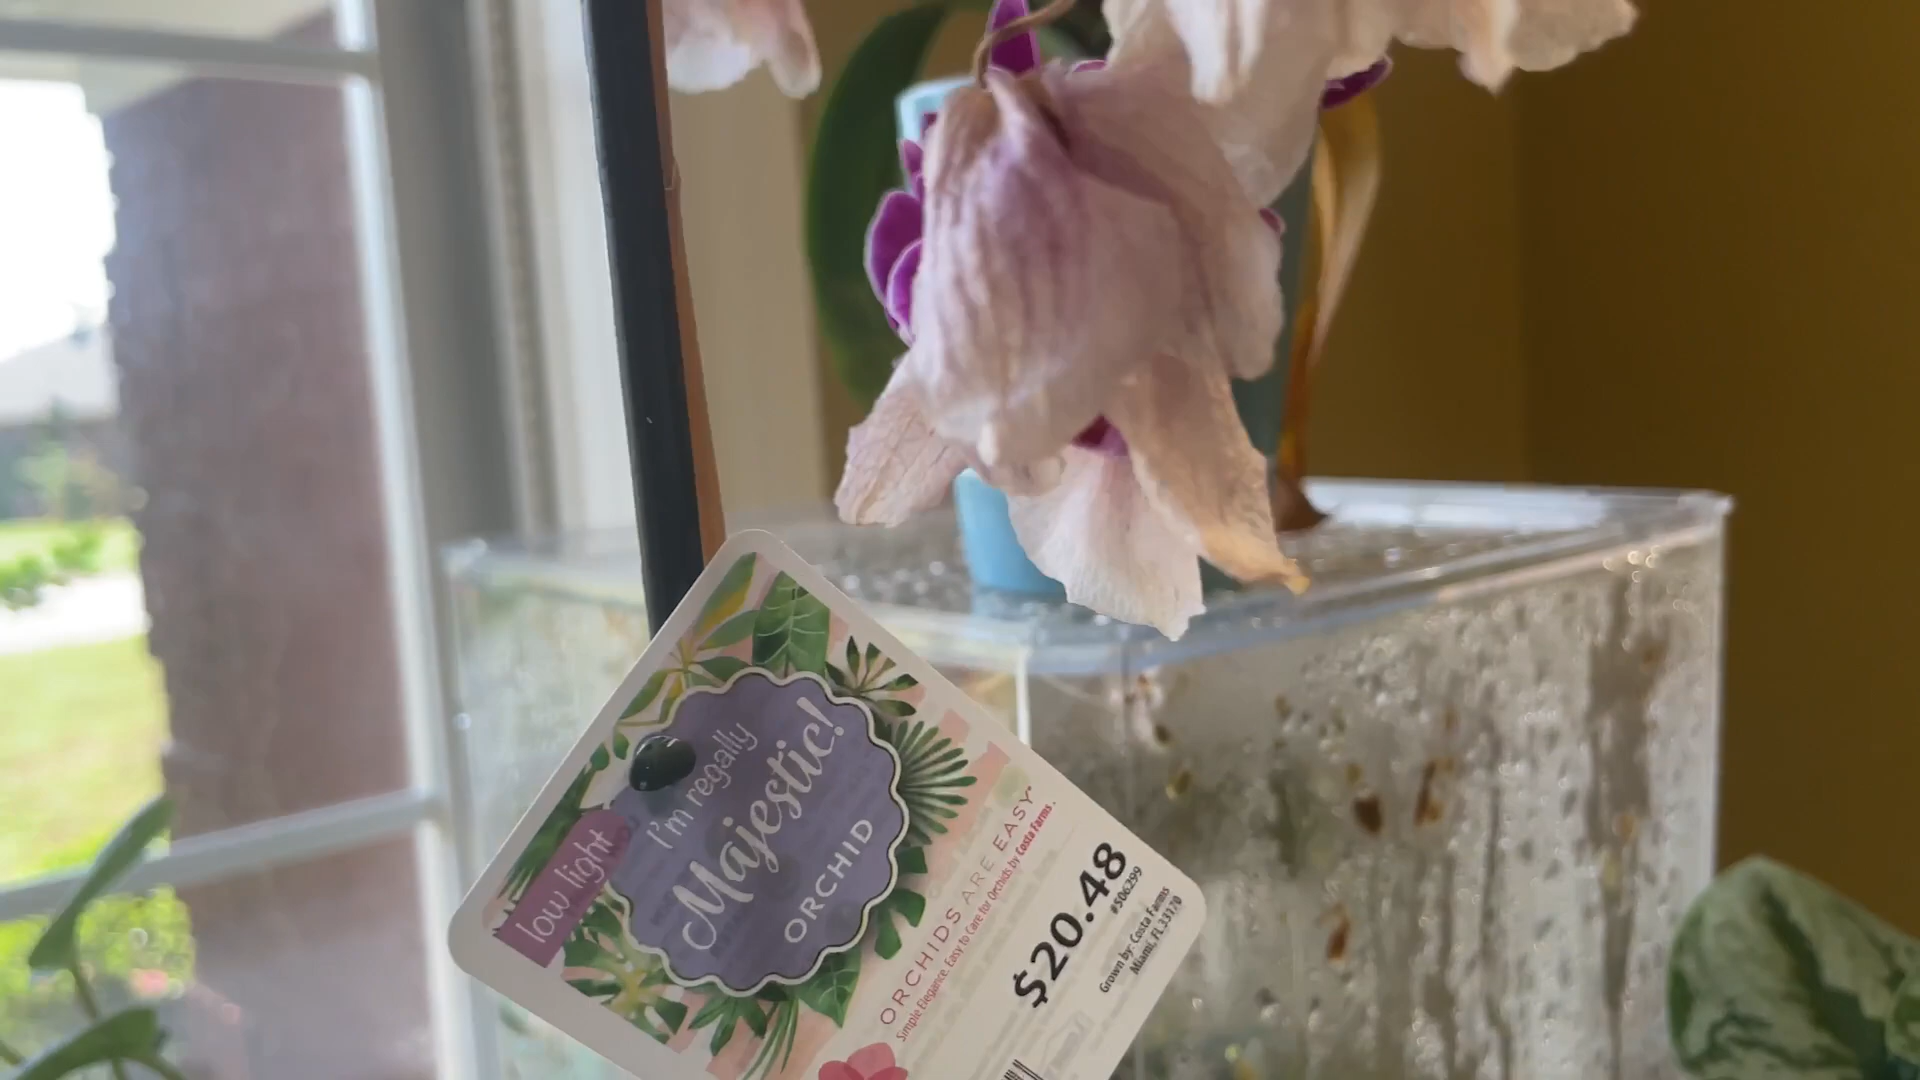 low light
I'm regally
Majestic!
ORCHID
ORCHIDS ARE EASY*
Simple Elegance. Easy to Care for Orchids by Costa Farms.
$20.48
#506299
Grown by: Costa Farms
Miami, FL 33170